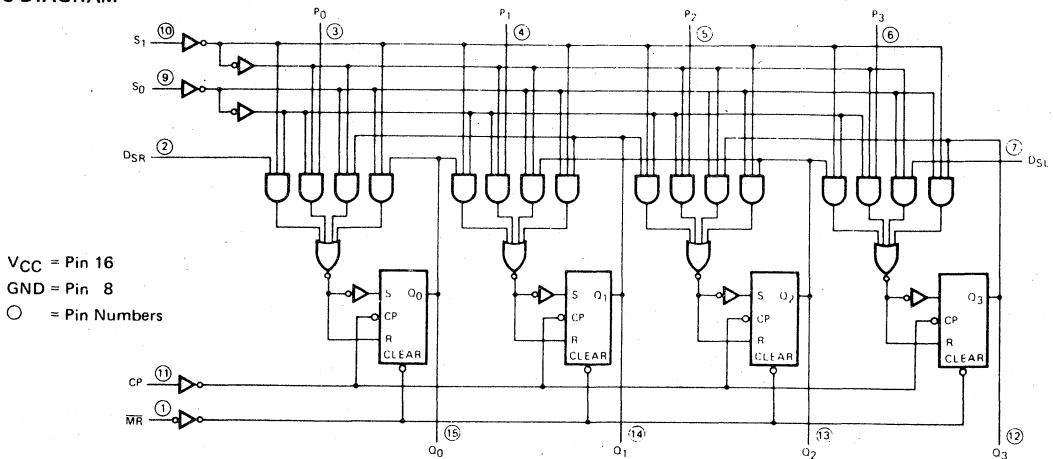 P0 P1 P2 P3
③ ④ ⑤ ⑥
S1 ⑩
S0 ⑨
DSR ②
⑦ DSL
VCC = Pin 16
GND = Pin 8
○ = Pin Numbers
S Q0 S Q1 S Q2 Q3
CP CP CP CP
R R R R
CLEAR CLEAR CLEAR CLEAR
CP ⑪
MR ①
⑮ ⑭ ⑬ ⑫
Q0 Q1 Q2 Q3